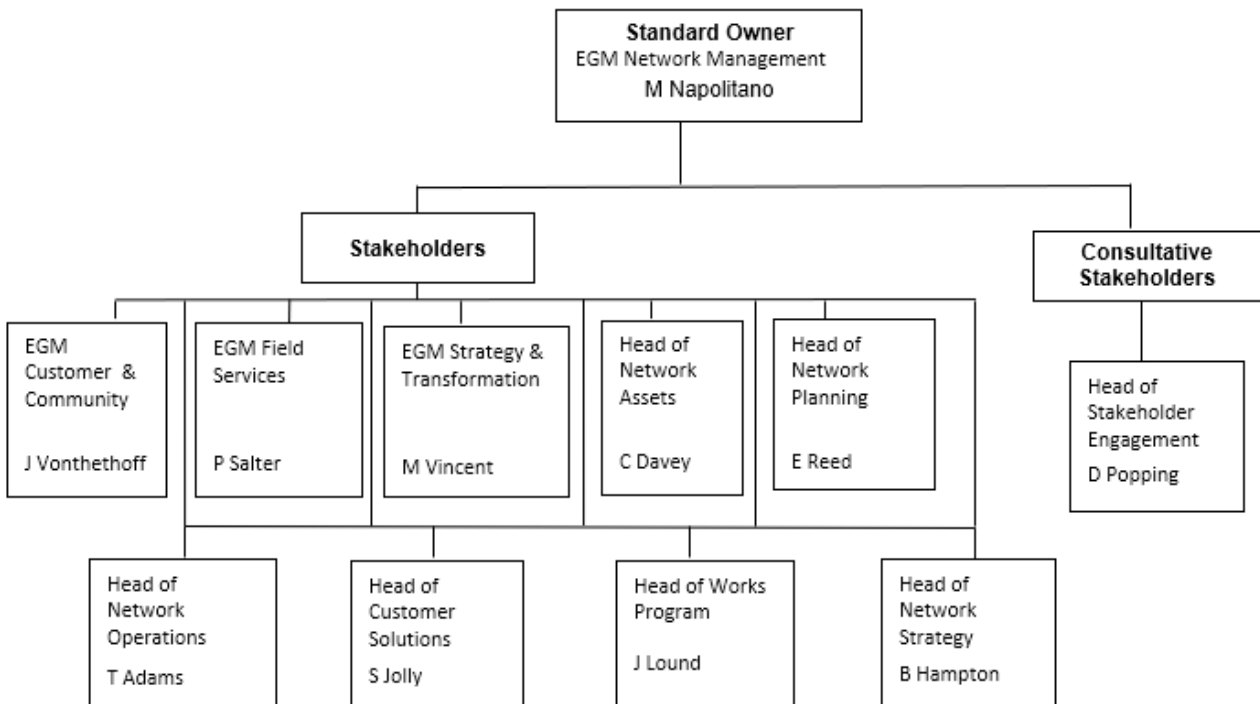 Standard Owner
EGM Network Management
M Napolitano
Stakeholders
Consultative
Stakeholders
EGM
Customer &
Community
J Vonthethoff
EGM Field
Services
P Salter
EGM Strategy &
Transformation
M Vincent
Head of
Network
Assets
C Davey
Head of
Network
Planning
E Reed
Head of
Stakeholder
Engagement
D Popping
Head of
Network
Operations
T Adams
Head of
Customer
Solutions
S Jolly
Head of Works
Program
J Lound
Head of
Network
Strategy
B Hampton